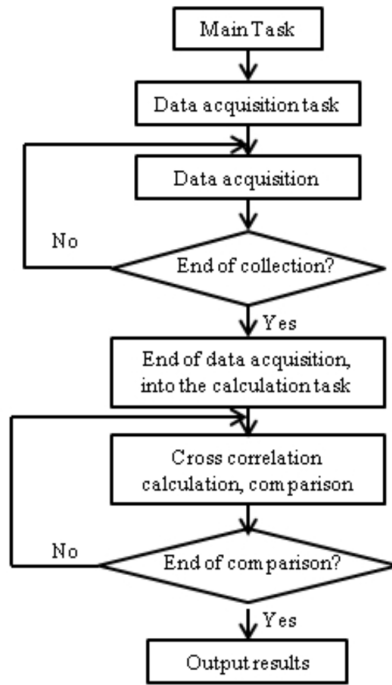 Main Task
Data acquisition task
Data acquisition
No
End of collection?
Yes
End of data acquisition,
into the calculation task
Cross correlation
calculation, comparison
No
End of comparison?
Yes
Output results